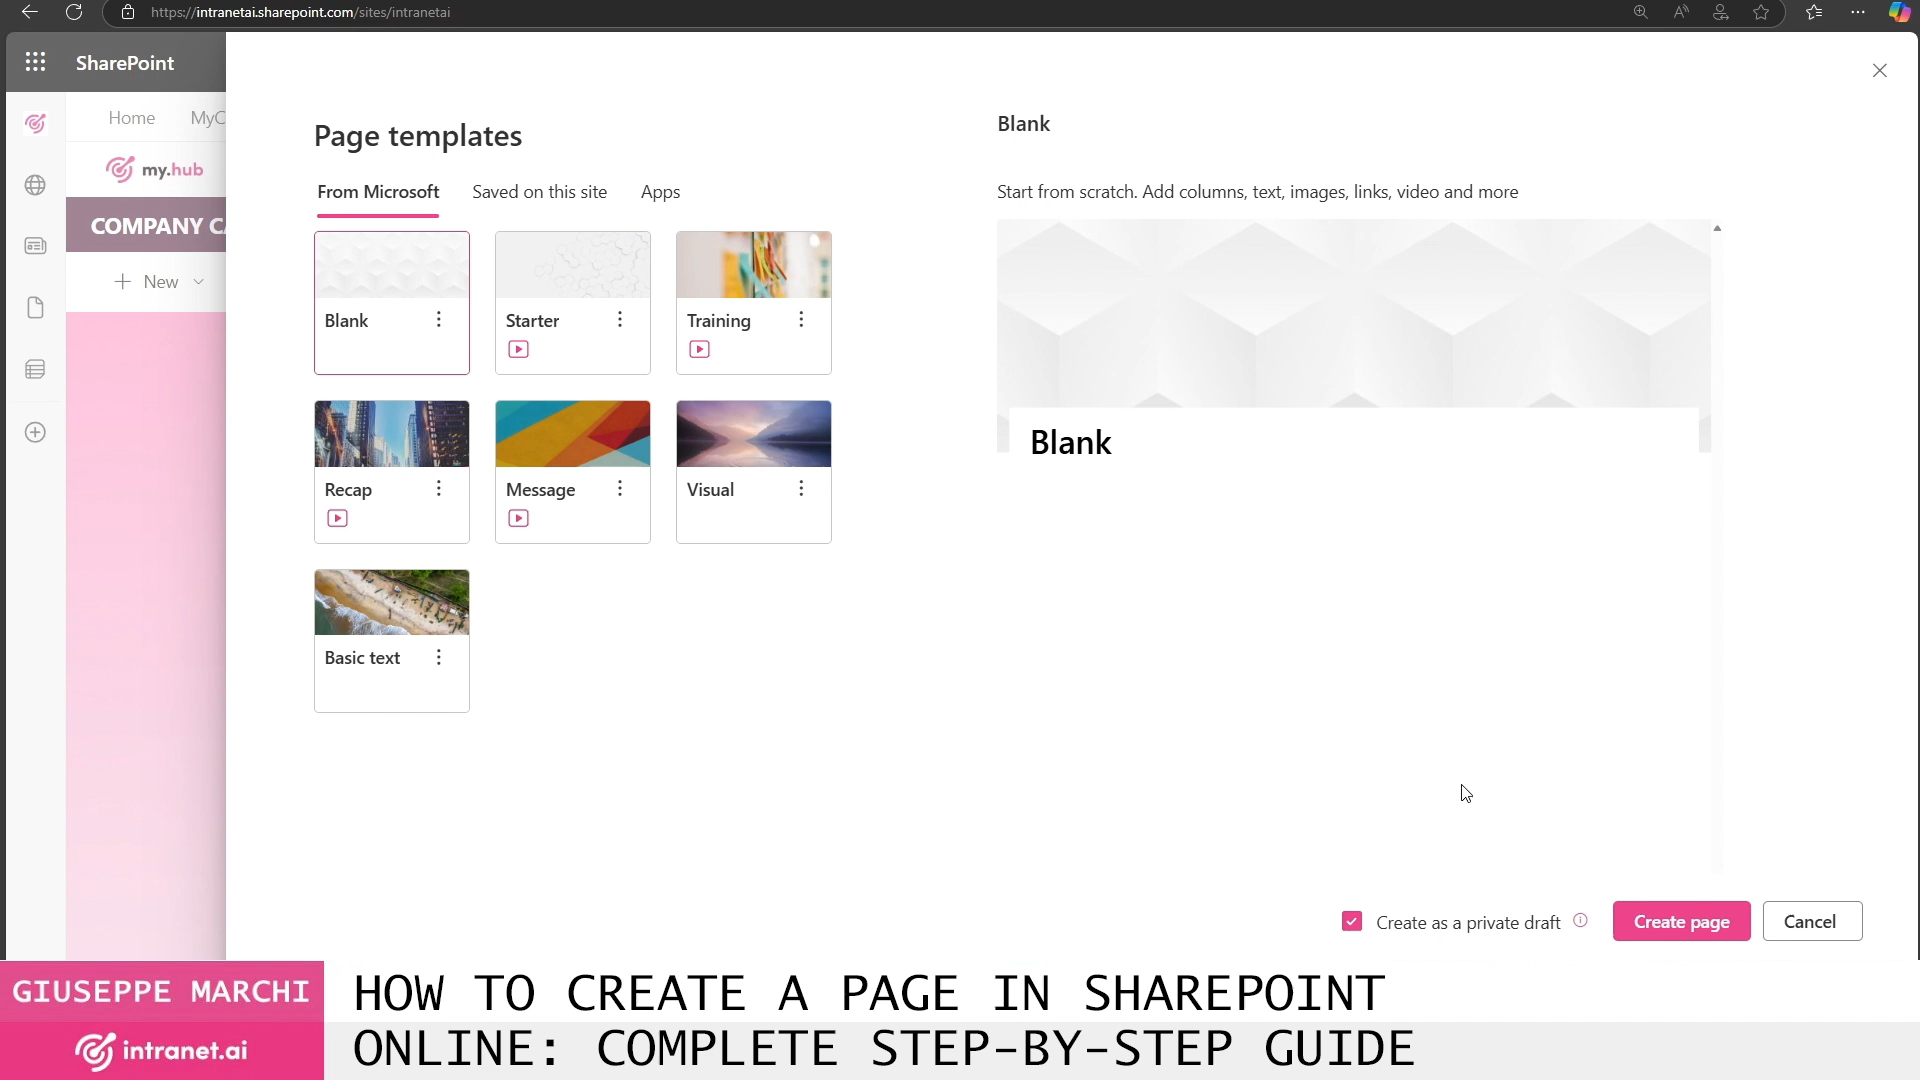 https://intranetai.sharepoint.com/sites/intranetai
SharePoint
Home MyC
my.hub
COMPANY CA
New
Page templates
From Microsoft Saved on this site Apps
Blank
Starter
Training
Recap
Message
Visual
Basic text
Blank
Start from scratch. Add columns, text, images, links, video and more
Blank
Create as a private draft
Create page
Cancel
GIUSEPPE MARCHI
intranet.ai
HOW TO CREATE A PAGE IN SHAREPOINT
ONLINE: COMPLETE STEP-BY-STEP GUIDE